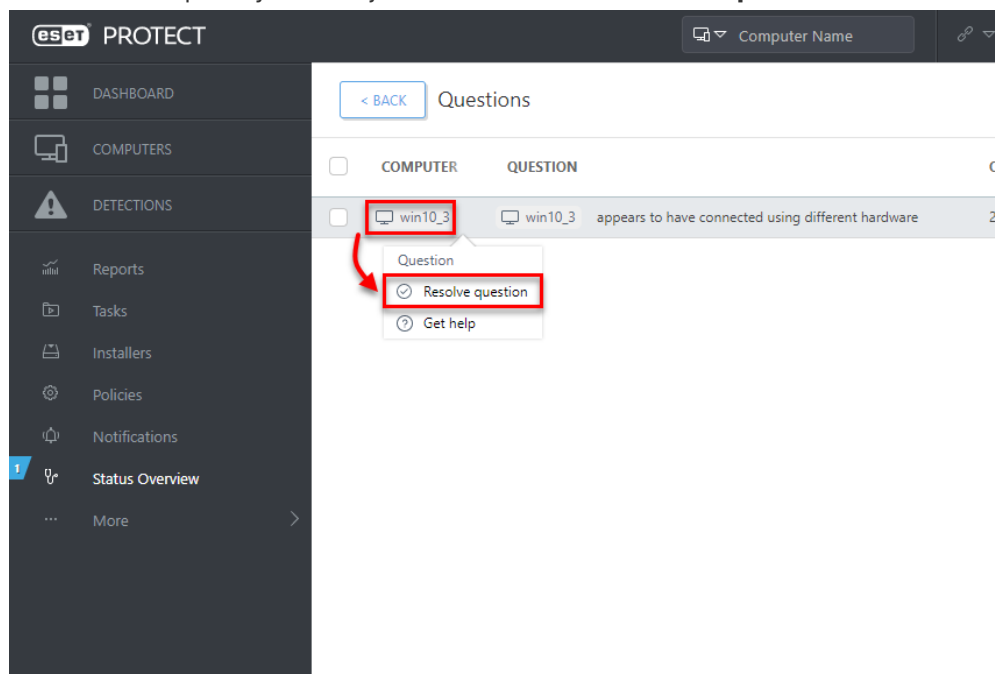 eset PROTECT
Computer Name
DASHBOARD
COMPUTERS
DETECTIONS
Reports
Tasks
Installers
Policies
Notifications
1
Status Overview
... More
< BACK Questions
COMPUTER QUESTION
win10_3 win10_3 appears to have connected using different hardware 2
Question
Resolve question
Get help